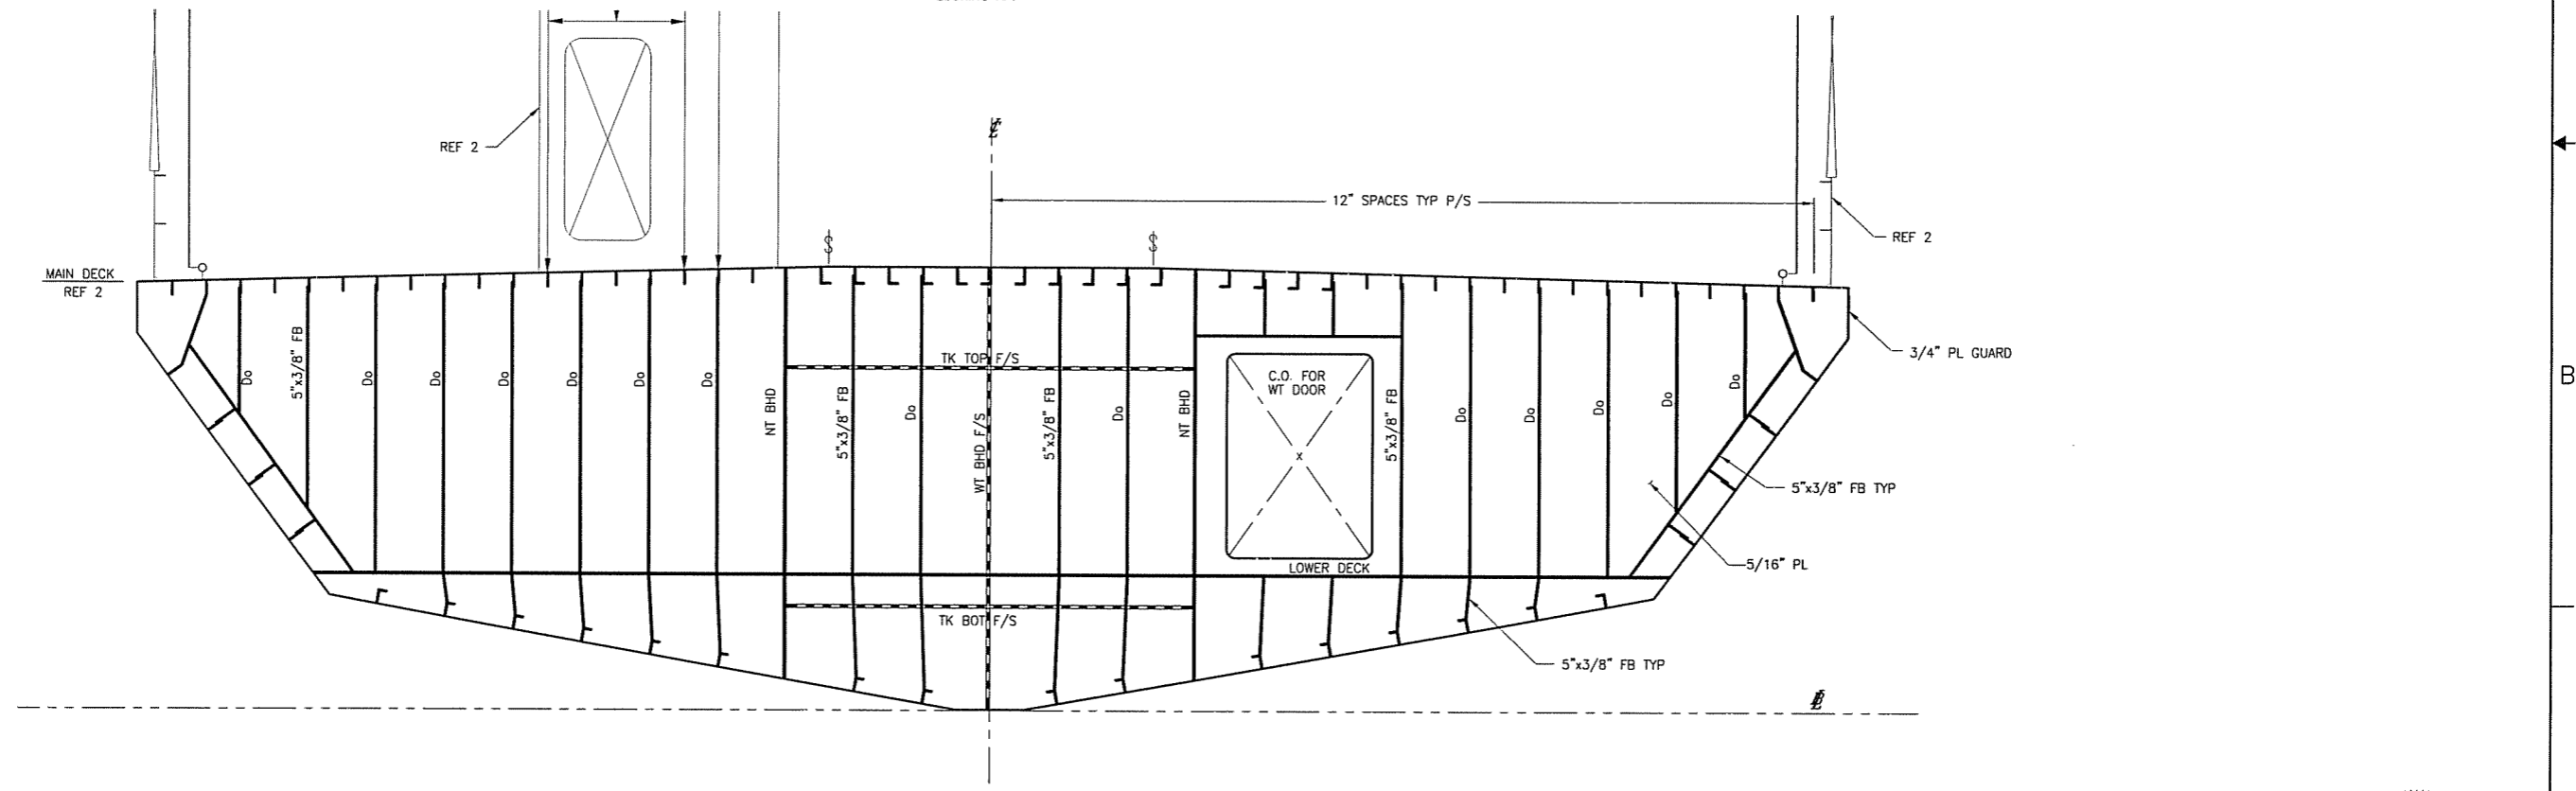 REF 2
℄
12" SPACES TYP P/S
REF 2
MAIN DECK
REF 2
3/4" PL GUARD
B
TK TOP F/S
C.O. FOR
WT DOOR
Do
5"x3/8" FB
Do
Do
Do
Do
Do
Do
NT BHD
5"x3/8" FB
Do
WT BHD F/S
5"x3/8" FB
Do
NT BHD
x
5"x3/8" FB
Do
Do
Do
Do
Do
5"x3/8" FB TYP
5/16" PL
LOWER DECK
TK BOT F/S
5"x3/8" FB TYP